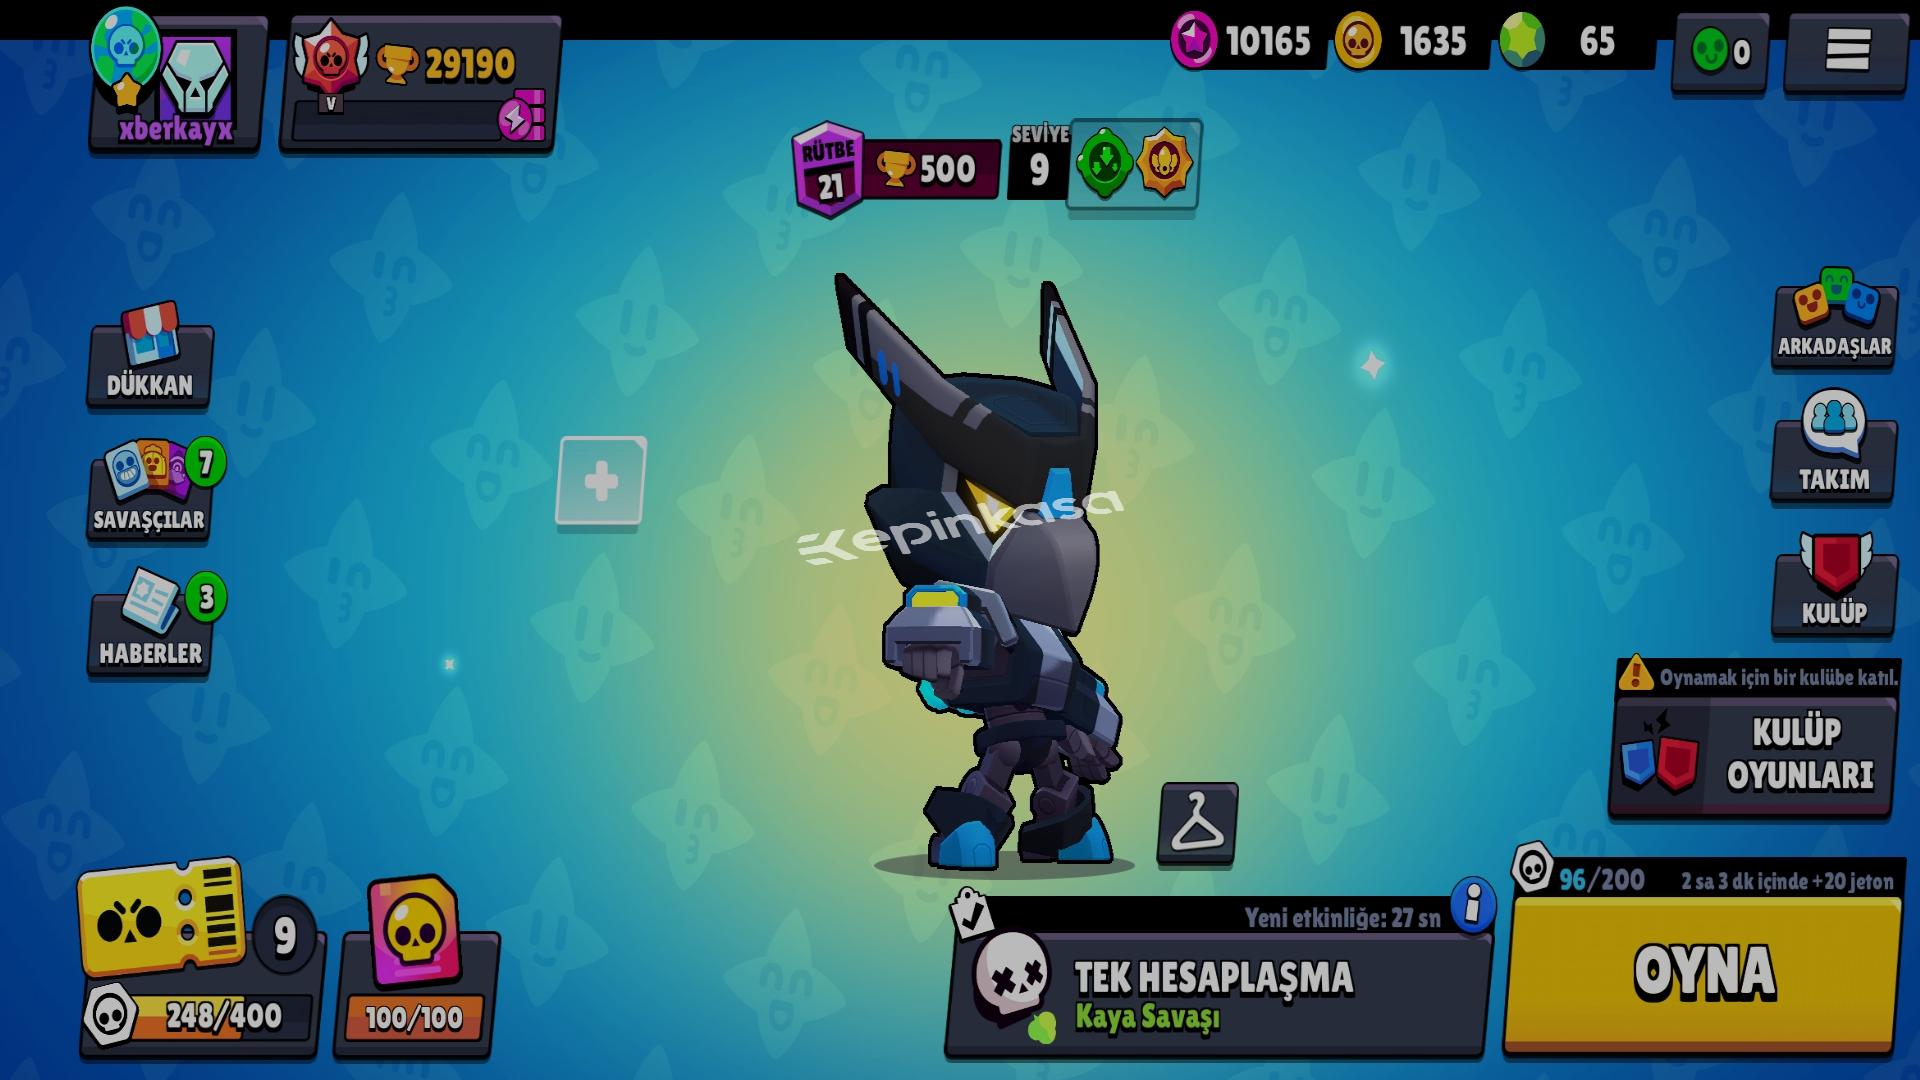 xberkayx
29190
V
10165
1635
65
0
RÜTBE
21
500
SEVİYE
9
DÜKKAN
7
SAVAŞÇILAR
3
HABERLER
epinkasa
ARKADAŞLAR
TAKIM
KULÜP
Oynamak için bir kulübe katıl.
KULÜP
OYUNLARI
9
248/400
100/100
Yeni etkinliğe: 27 sn
TEK HESAPLAŞMA
Kaya Savaşı
96/200
2 sa 3 dk içinde +20 jeton
OYNA